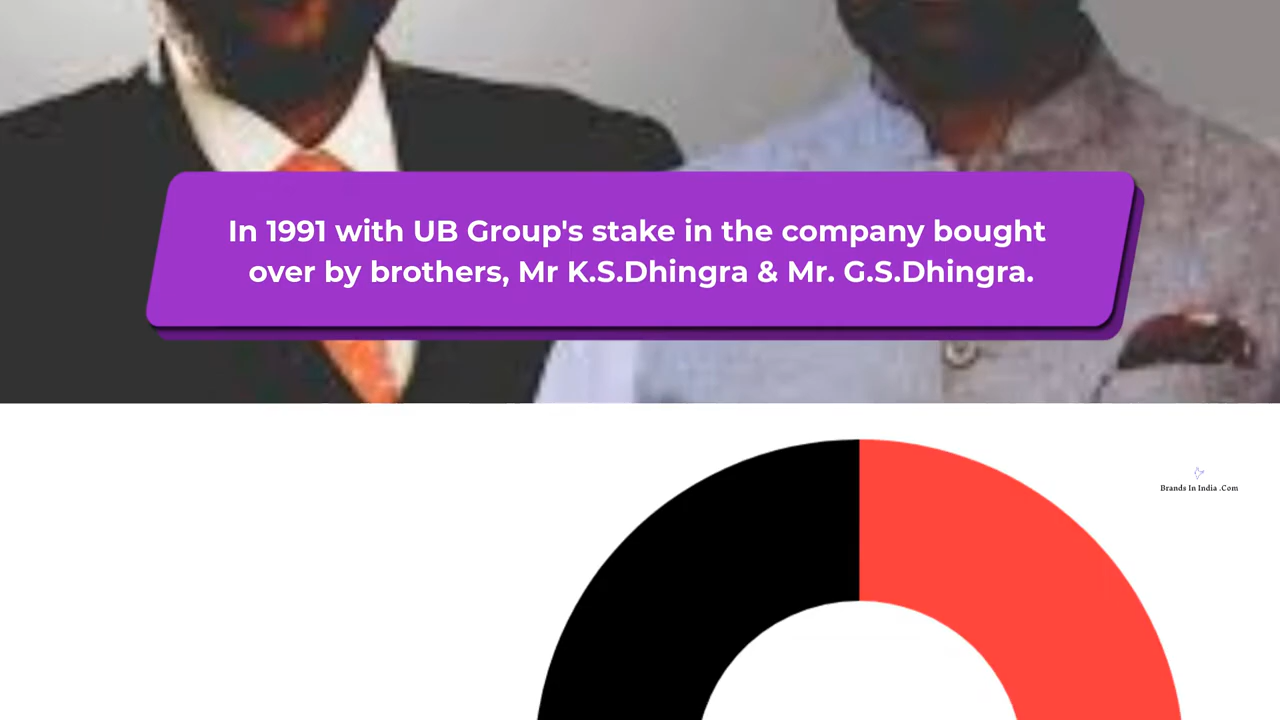 In 1991 with UB Group's stake in the company bought
over by brothers, Mr K.S.Dhingra & Mr. G.S.Dhingra.
Brands In India .Com